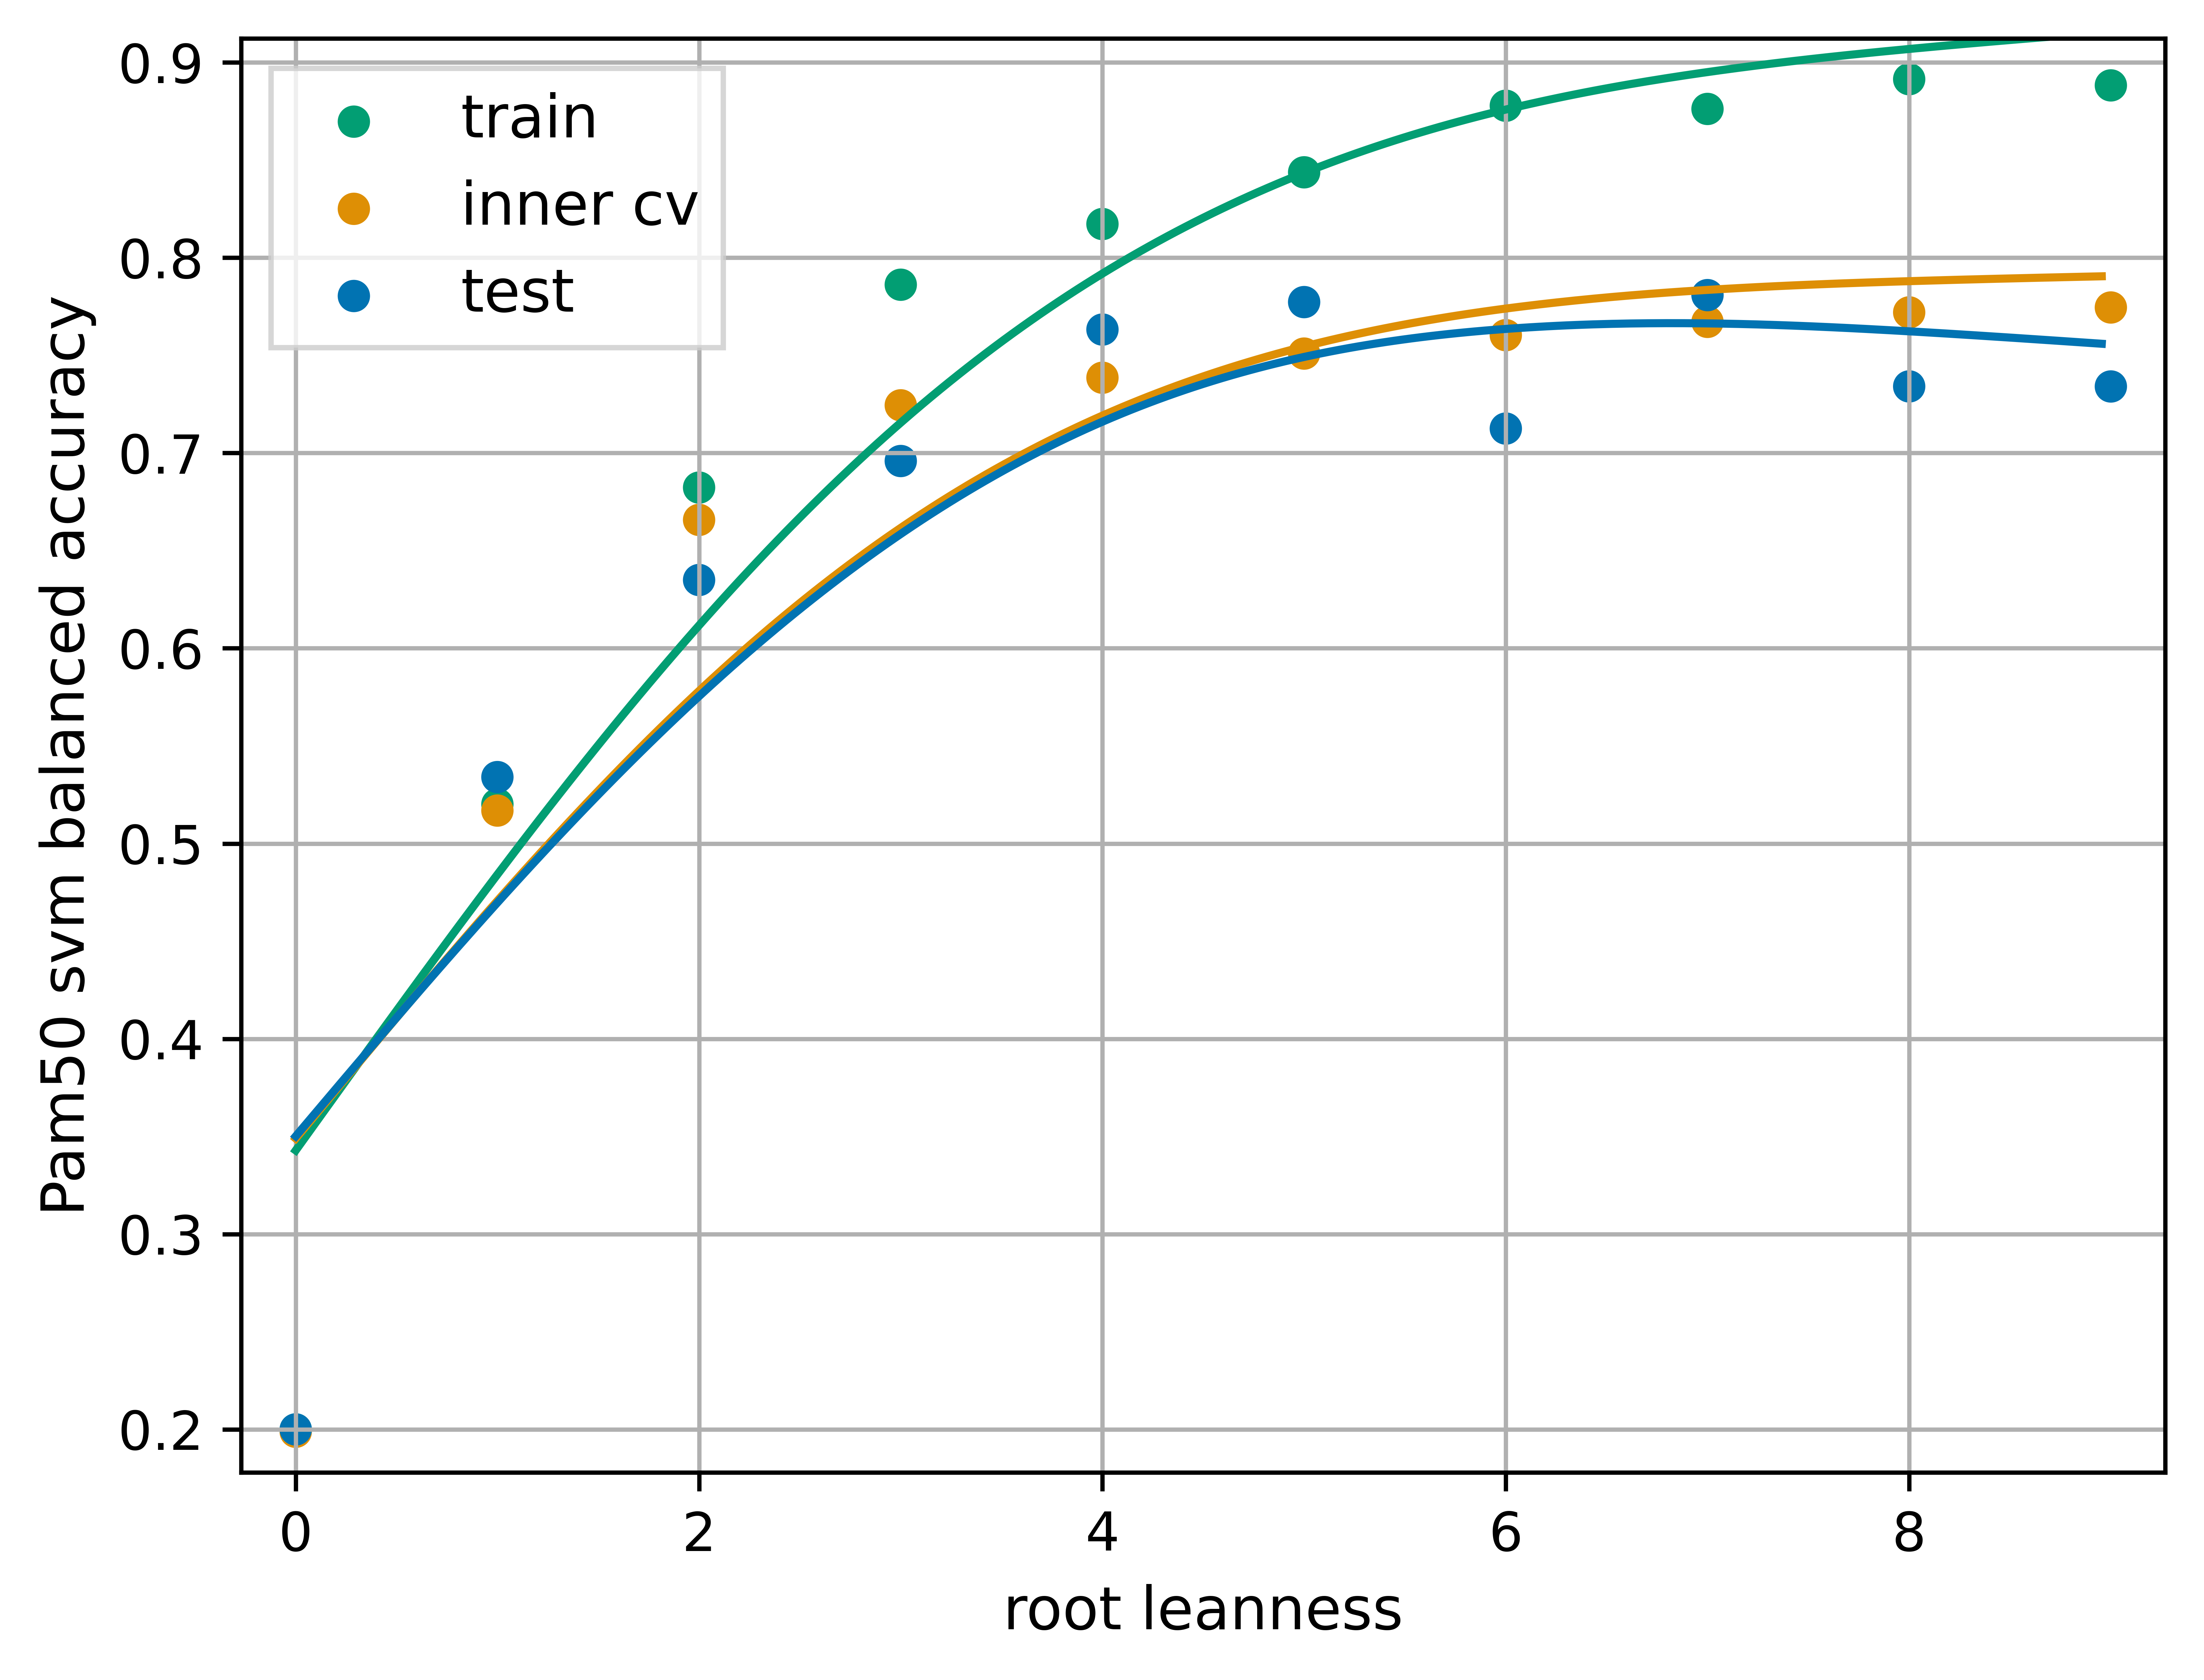 train
inner cv
test
Pam50 svm balanced accuracy
0.9
0.8
0.7
0.6
0.5
0.4
0.3
0.2
0 2 4 6 8
root leanness